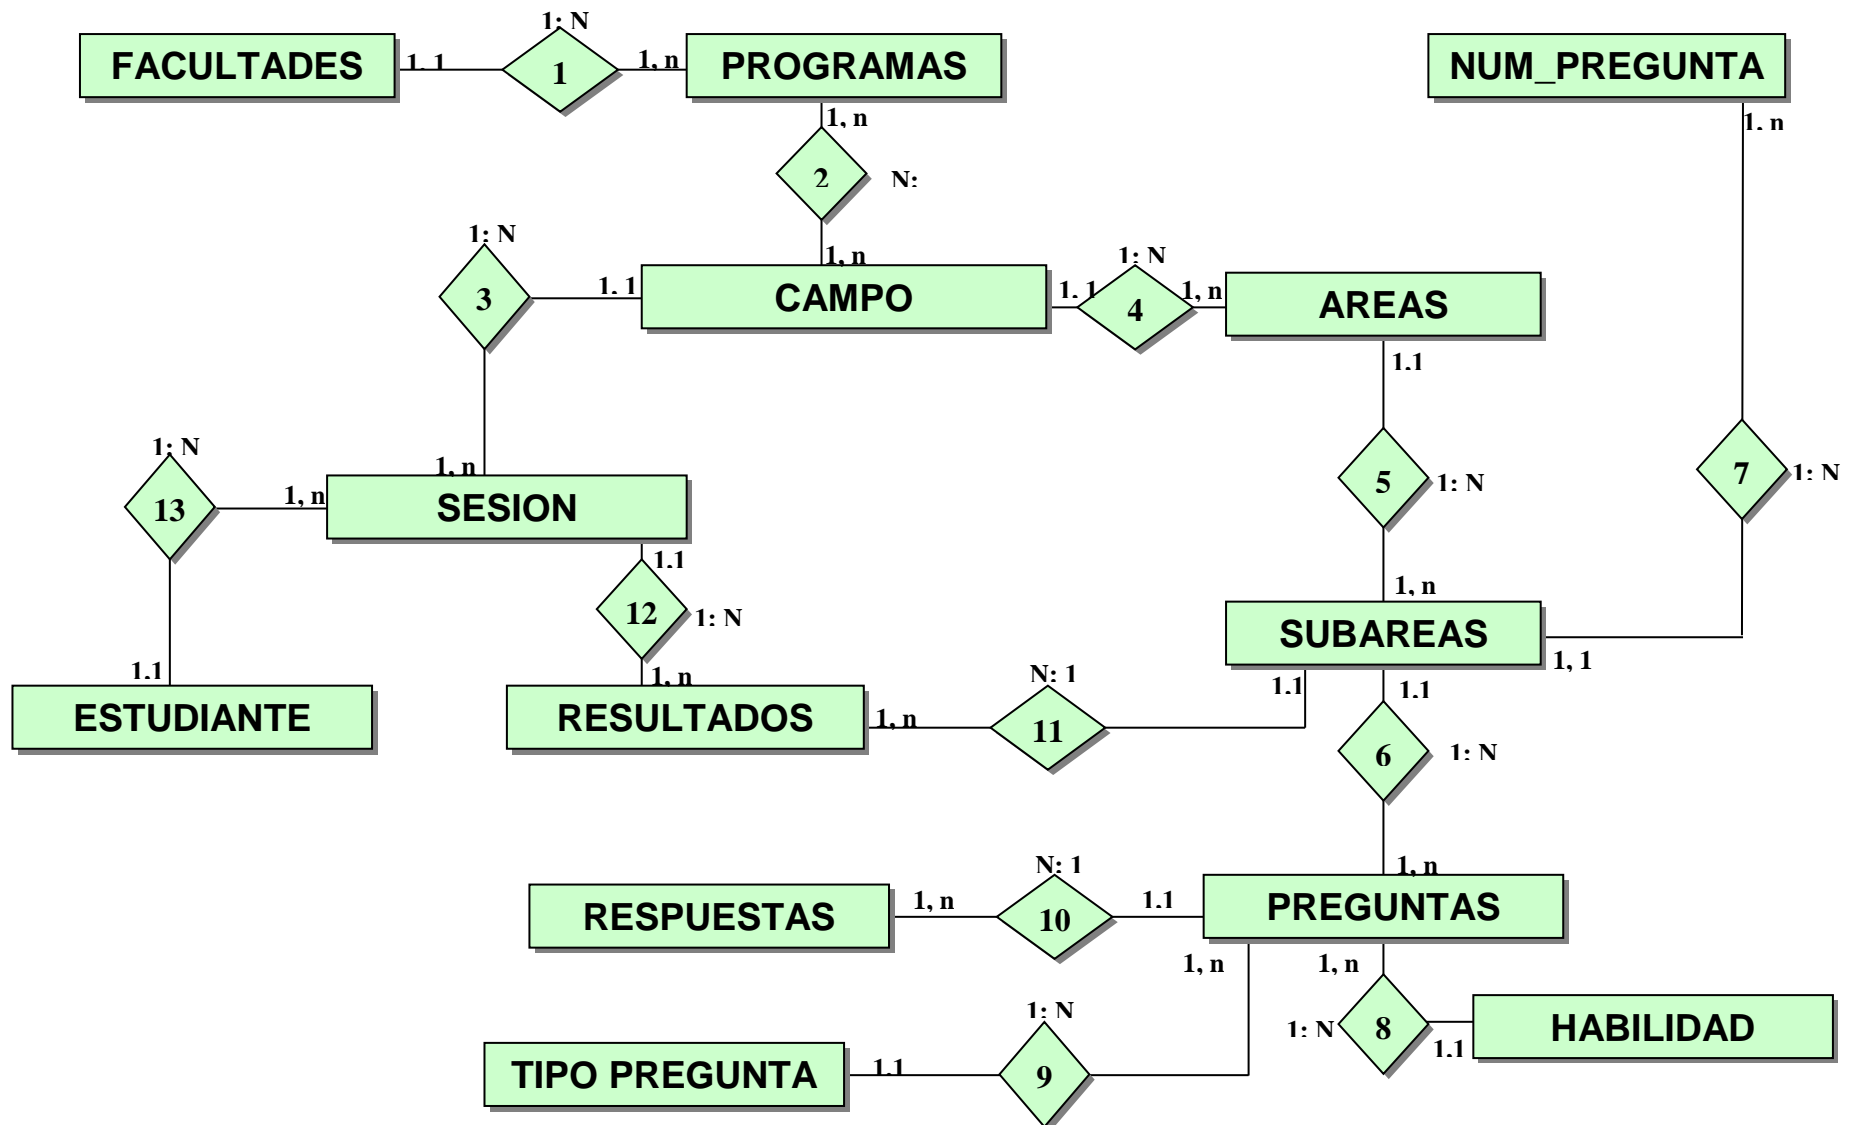 1: N
FACULTADES
1, 1
1
1, n
PROGRAMAS
NUM_PREGUNTA
1, n
1, n
2
N:
1: N
1, n
1: N
3
1, 1
CAMPO
1, 1
4
1, n
AREAS
1,1
1: N
1, n
5
1: N
7
1: N
13
1, n
SESION
1,1
12
1: N
1, n
SUBAREAS
1, 1
1,1
1, n
N: 1
1,1
1,1
ESTUDIANTE
RESULTADOS
1, n
11
6
1: N
N: 1
1, n
RESPUESTAS
1, n
10
1,1
PREGUNTAS
1, n
1, n
1: N
1: N
8
1,1
HABILIDAD
TIPO PREGUNTA
1,1
9